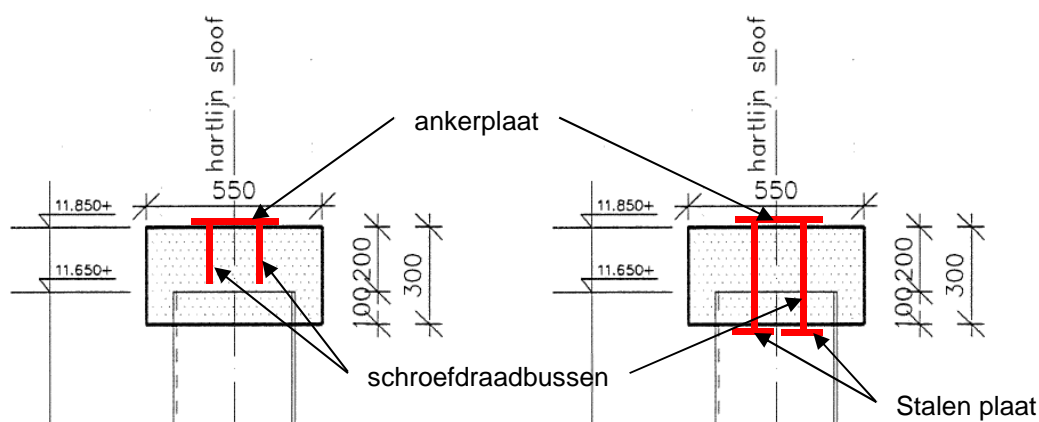 hartlijn sloof
hartlijn sloof
ankerplaat
550
550
11.850+
11.850+
11.650+
11.650+
100,200
300
100,200
300
schroefdraadbussen
Stalen plaat